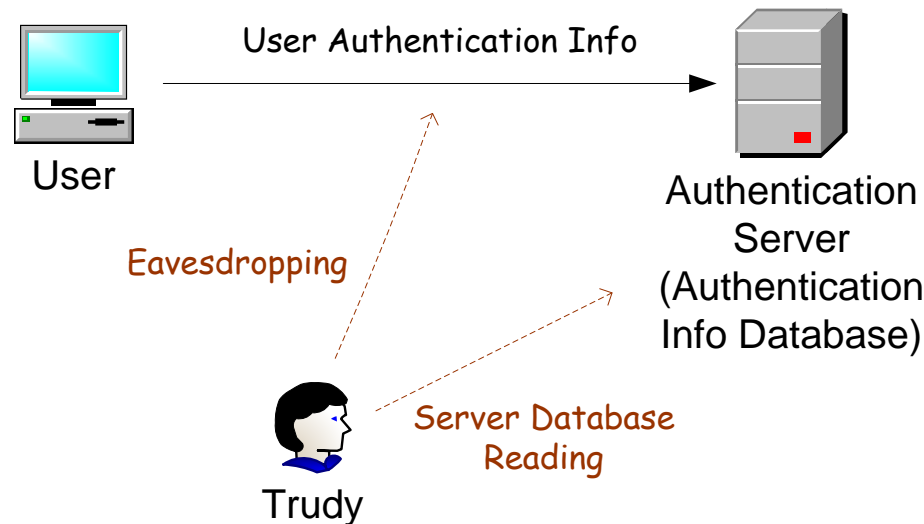 User Authentication Info
User
Authentication
Server
(Authentication
Info Database)
Eavesdropping
Server Database
Reading
Trudy